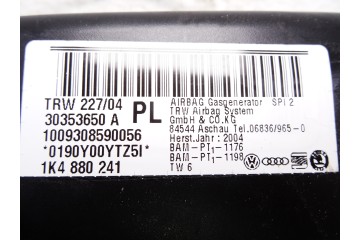 TRW 227/04
30353650 A PL
1009308590056
*0190Y00YTZ5I*
1K4 880 241
AIRBAG Gasgenerator SPI 2
TRW Airbag System
GmbH & CO.KG
84544 Aschau Tel.06836/965-0
Herst.Jahr: 2004
BAM-PT1-1176
BAM-PT1-1198
TW 6